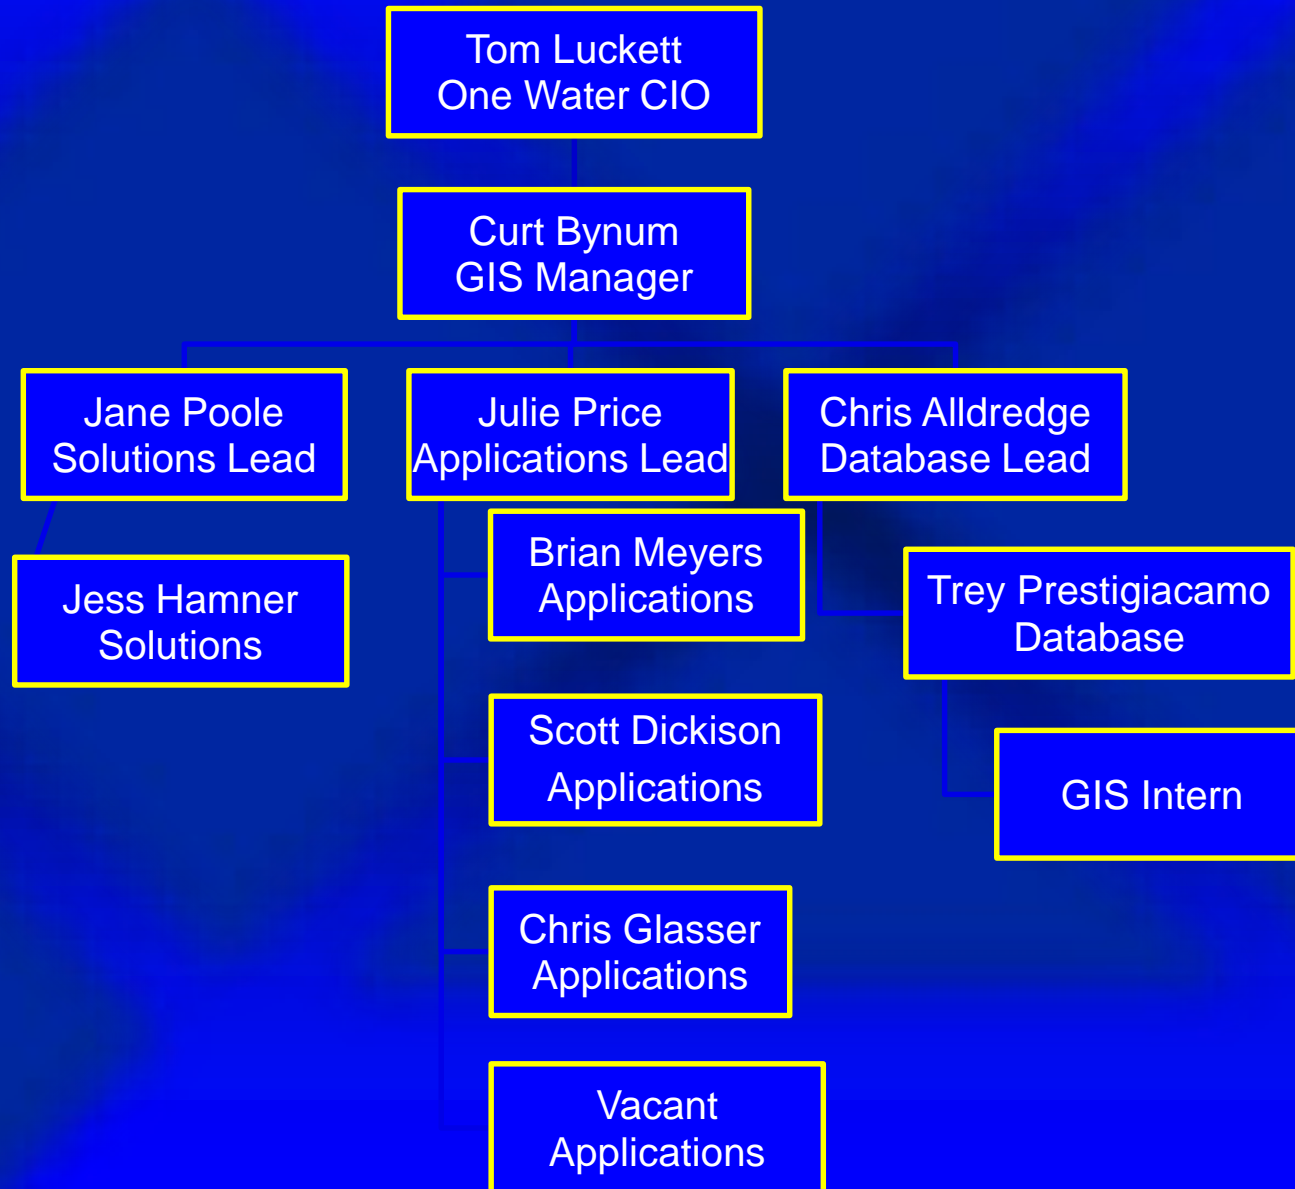 Tom Luckett
One Water CIO
Curt Bynum
GIS Manager
Jane Poole
Solutions Lead
Julie Price
Applications Lead
Chris Alldredge
Database Lead
Jess Hamner
Solutions
Brian Meyers
Applications
Trey Prestigiacamo
Database
Scott Dickison
Applications
GIS Intern
Chris Glasser
Applications
Vacant
Applications